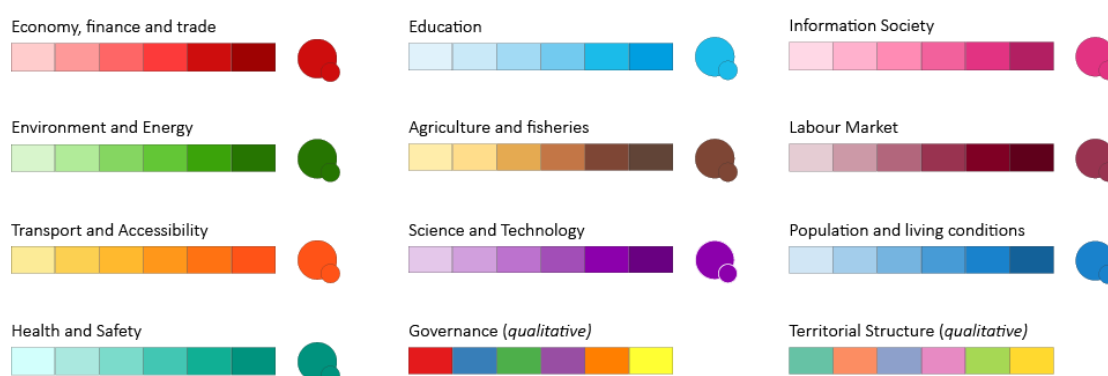 Economy, finance and trade
Education
Information Society
Environment and Energy
Agriculture and fisheries
Labour Market
Transport and Accessibility
Science and Technology
Population and living conditions
Health and Safety
Governance (qualitative)
Territorial Structure (qualitative)